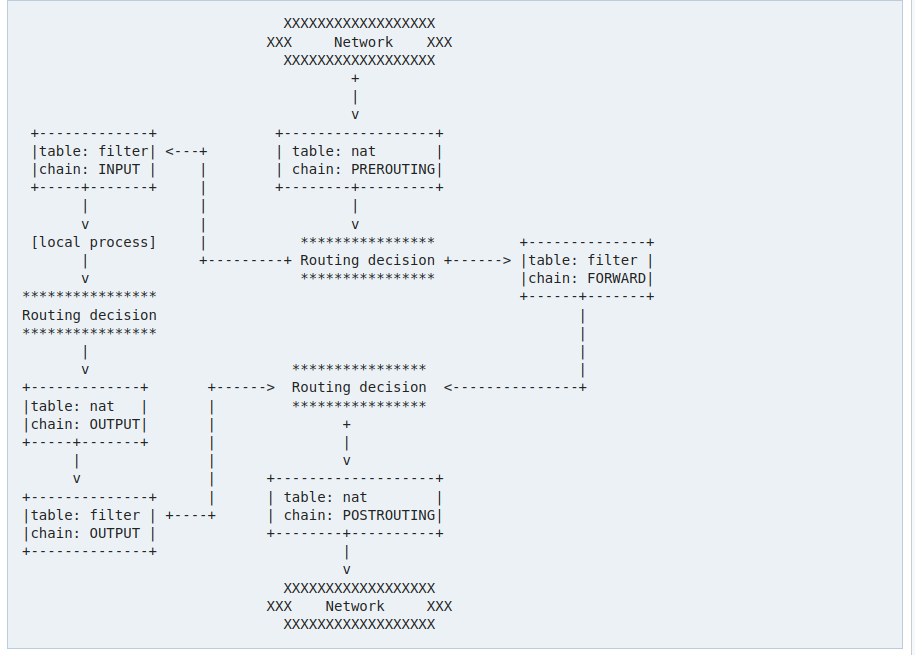 XXXXXXXXXXXXXXXXXX
                             XXX     Network    XXX
                               XXXXXXXXXXXXXXXXXX
                                       +
                                       |
                                       v
 +-------------+              +------------------+
 |table: filter| <---+        | table: nat       |
 |chain: INPUT |     |        | chain: PREROUTING|
 +-----+-------+     |        +--------+---------+
       |             |                 |
       v             |                 v
 [local process]     |           ****************          +--------------+
       |             +---------+ Routing decision +------> |table: filter |
       v                         ****************          |chain: FORWARD|
****************                                           +------+-------+
Routing decision                                                  |
****************                                                  |
       |                                                          |
       v                        ****************                  |
+-------------+       +------>  Routing decision  <---------------+
|table: nat   |       |         ****************
|chain: OUTPUT|       |               +
+-----+-------+       |               |
      |               |               v
      v               |      +-------------------+
+--------------+      |      | table: nat        |
|table: filter | +----+      | chain: POSTROUTING|
|chain: OUTPUT |             +--------+----------+
+--------------+                      |
                                      v
                               XXXXXXXXXXXXXXXXXX
                             XXX    Network     XXX
                               XXXXXXXXXXXXXXXXXX